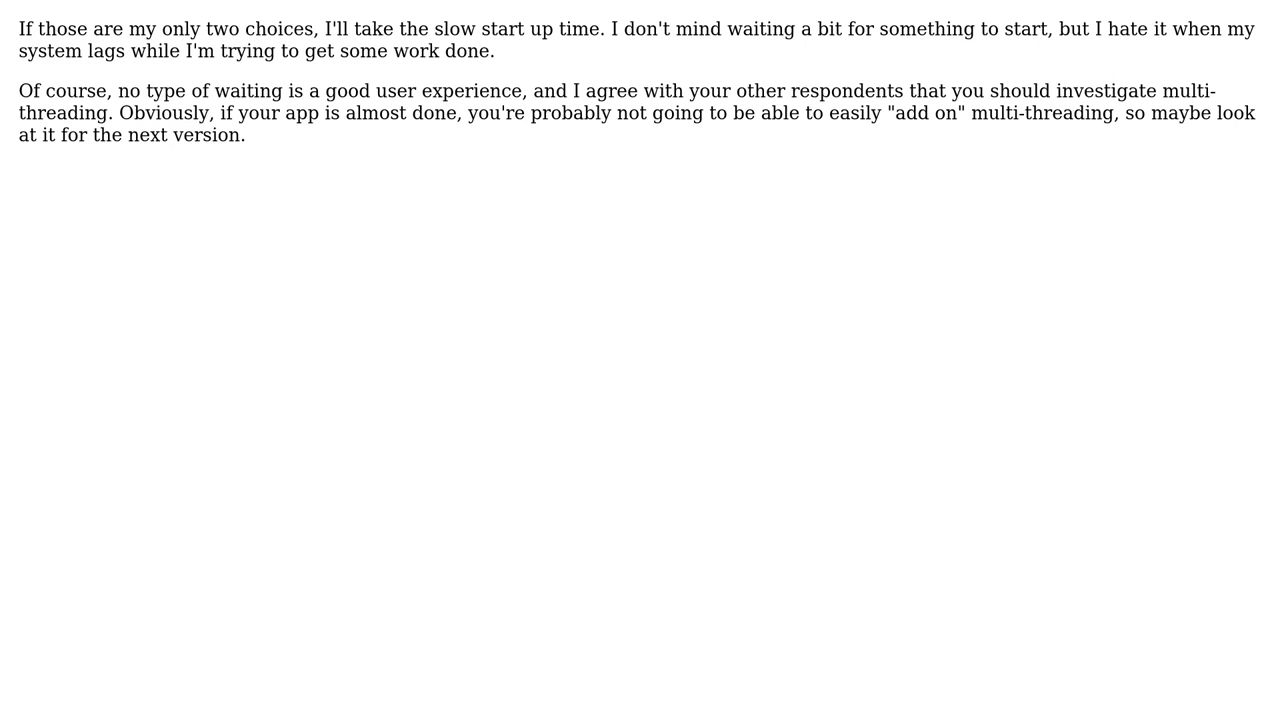 If those are my only two choices, I'll take the slow start up time. I don't mind waiting a bit for something to start, but I hate it when my
system lags while I'm trying to get some work done.
Of course, no type of waiting is a good user experience, and I agree with your other respondents that you should investigate multi-
threading. Obviously, if your app is almost done, you're probably not going to be able to easily "add on" multi-threading, so maybe look
at it for the next version.